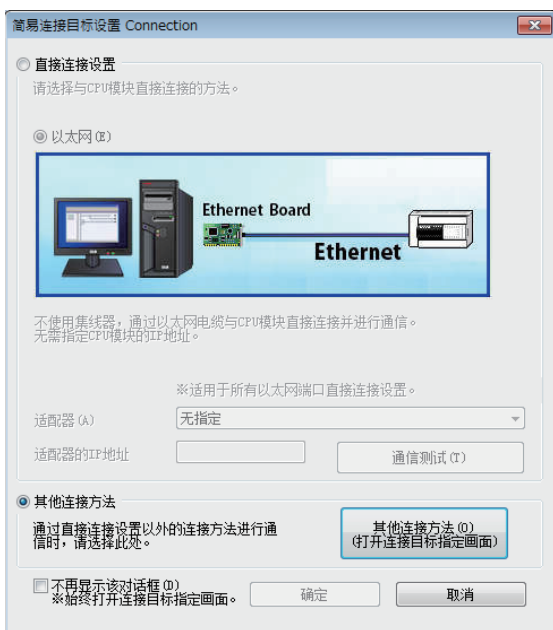 简易连接目标设置 Connection
直接连接设置
请选择与CPU模块直接连接的方法。
以太网(E)
Ethernet Board
Ethernet
不使用集线器，通过以太网电缆与CPU模块直接连接并进行通信。
无需指定CPU模块的IP地址。
※适用于所有以太网端口直接连接设置。
适配器(A)
无指定
适配器的IP地址
通信测试(T)
其他连接方法
通过直接连接设置以外的连接方法进行通
信时，请选择此处。
其他连接方法(O)
(打开连接目标指定画面)
不再显示该对话框(D)
※始终打开连接目标指定画面。
确定
取消